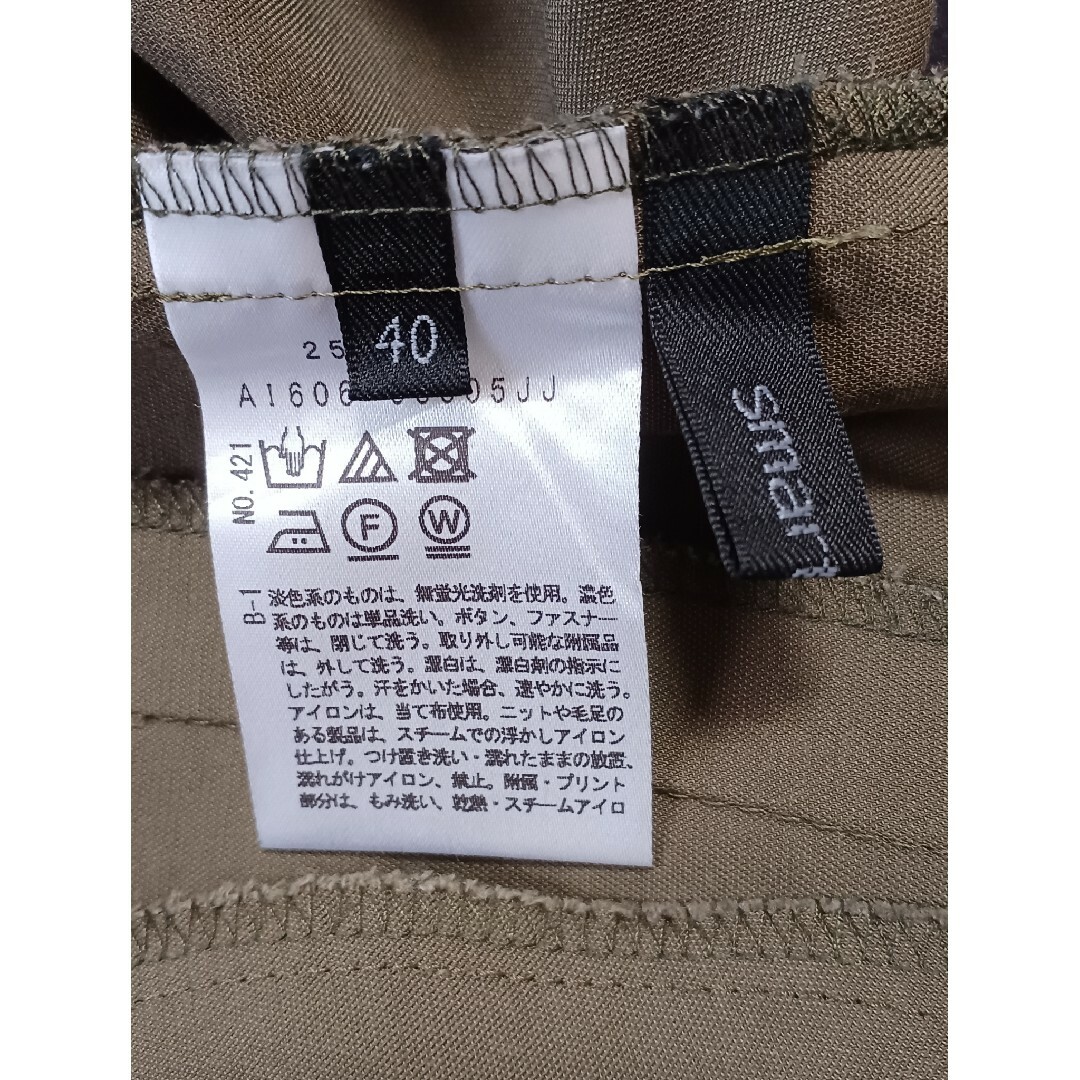 40
25
smar
NO. 421
F
W
B-1
淡色系のものは、無蛍光洗剤を使用。濃色
系のものは単品洗い。ボタン、ファスナー
等は、閉じて洗う。取り外し可能な附属品
は、外して洗う。漂白は、漂白剤の指示に
したがう。汗をかいた場合、速やかに洗う。
アイロンは、当て布使用。ニットや毛足の
ある製品は、スチームでの浮かしアイロン
仕上げ。つけ置き洗い・濡れたままの放置、
濡れがけアイロン、禁止。附属・プリント
部分は、もみ洗い、乾熱・スチームアイロ